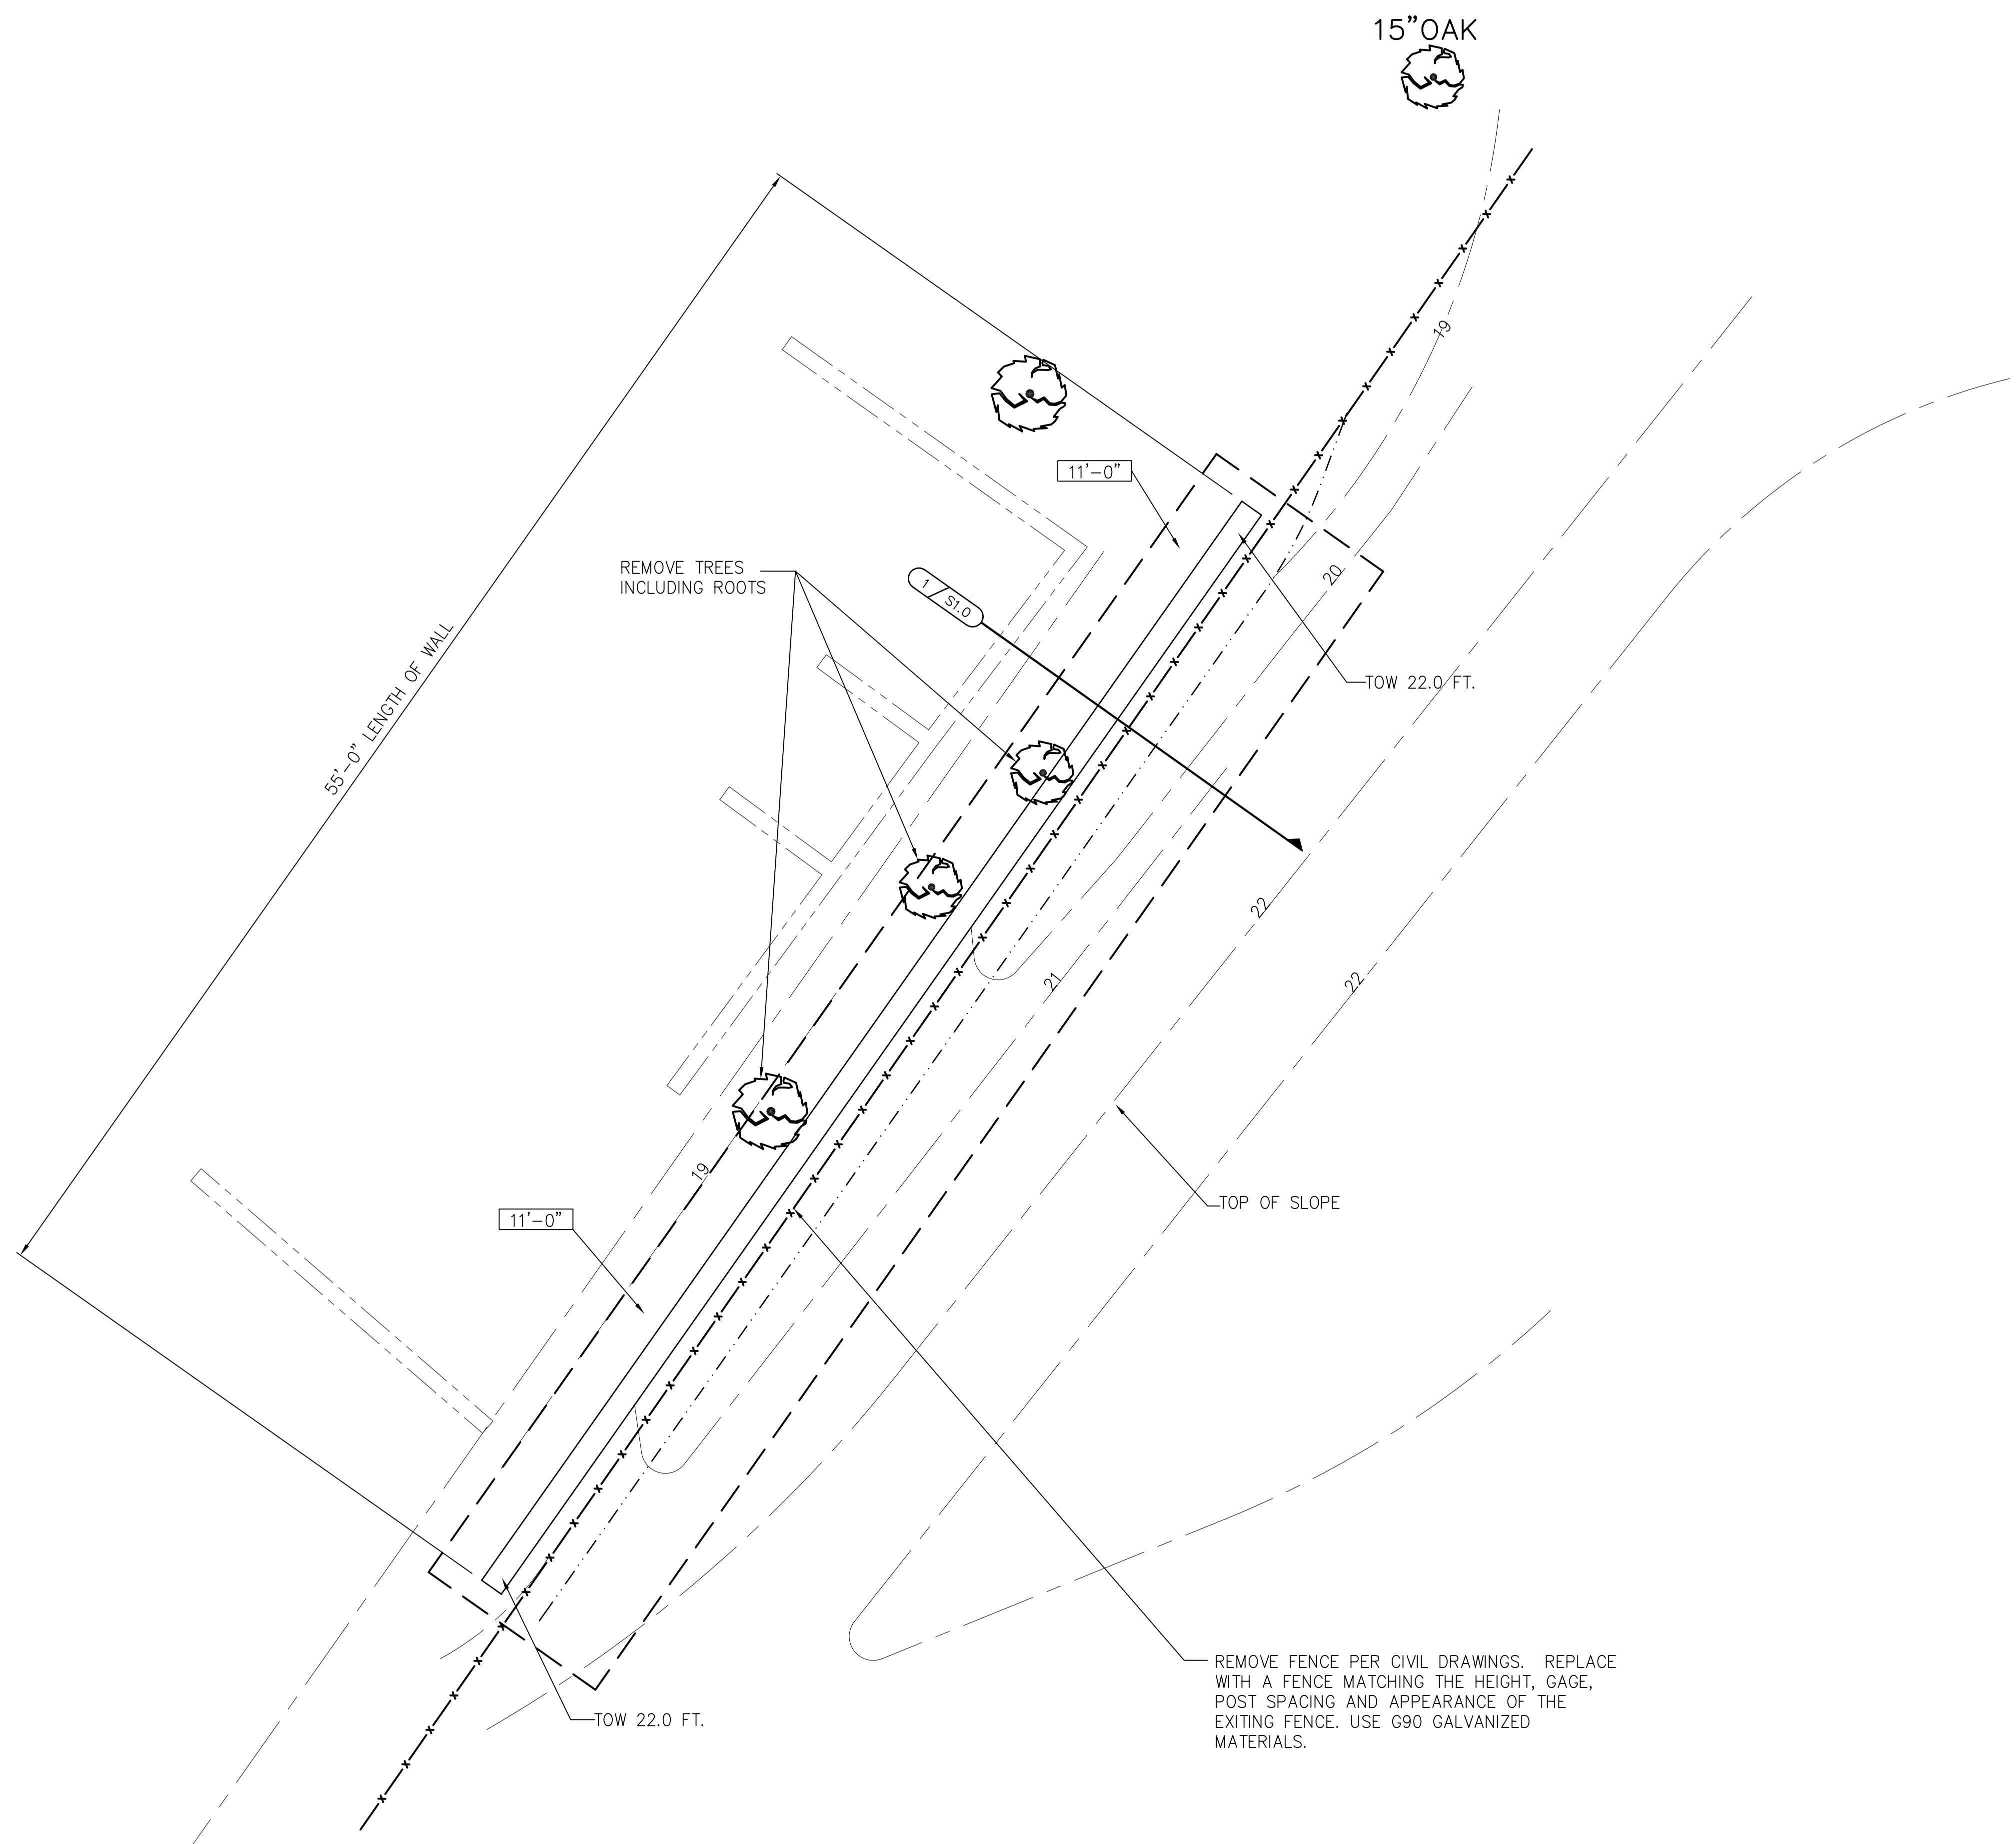 15"OAK
19
11'-0"
REMOVE TREES
INCLUDING ROOTS
1 / S1.0
20
55'-0" LENGTH OF WALL
TOW 22.0 FT.
22
21
22
19
TOP OF SLOPE
11'-0"
REMOVE FENCE PER CIVIL DRAWINGS. REPLACE
WITH A FENCE MATCHING THE HEIGHT, GAGE,
POST SPACING AND APPEARANCE OF THE
EXITING FENCE. USE G90 GALVANIZED
MATERIALS.
TOW 22.0 FT.